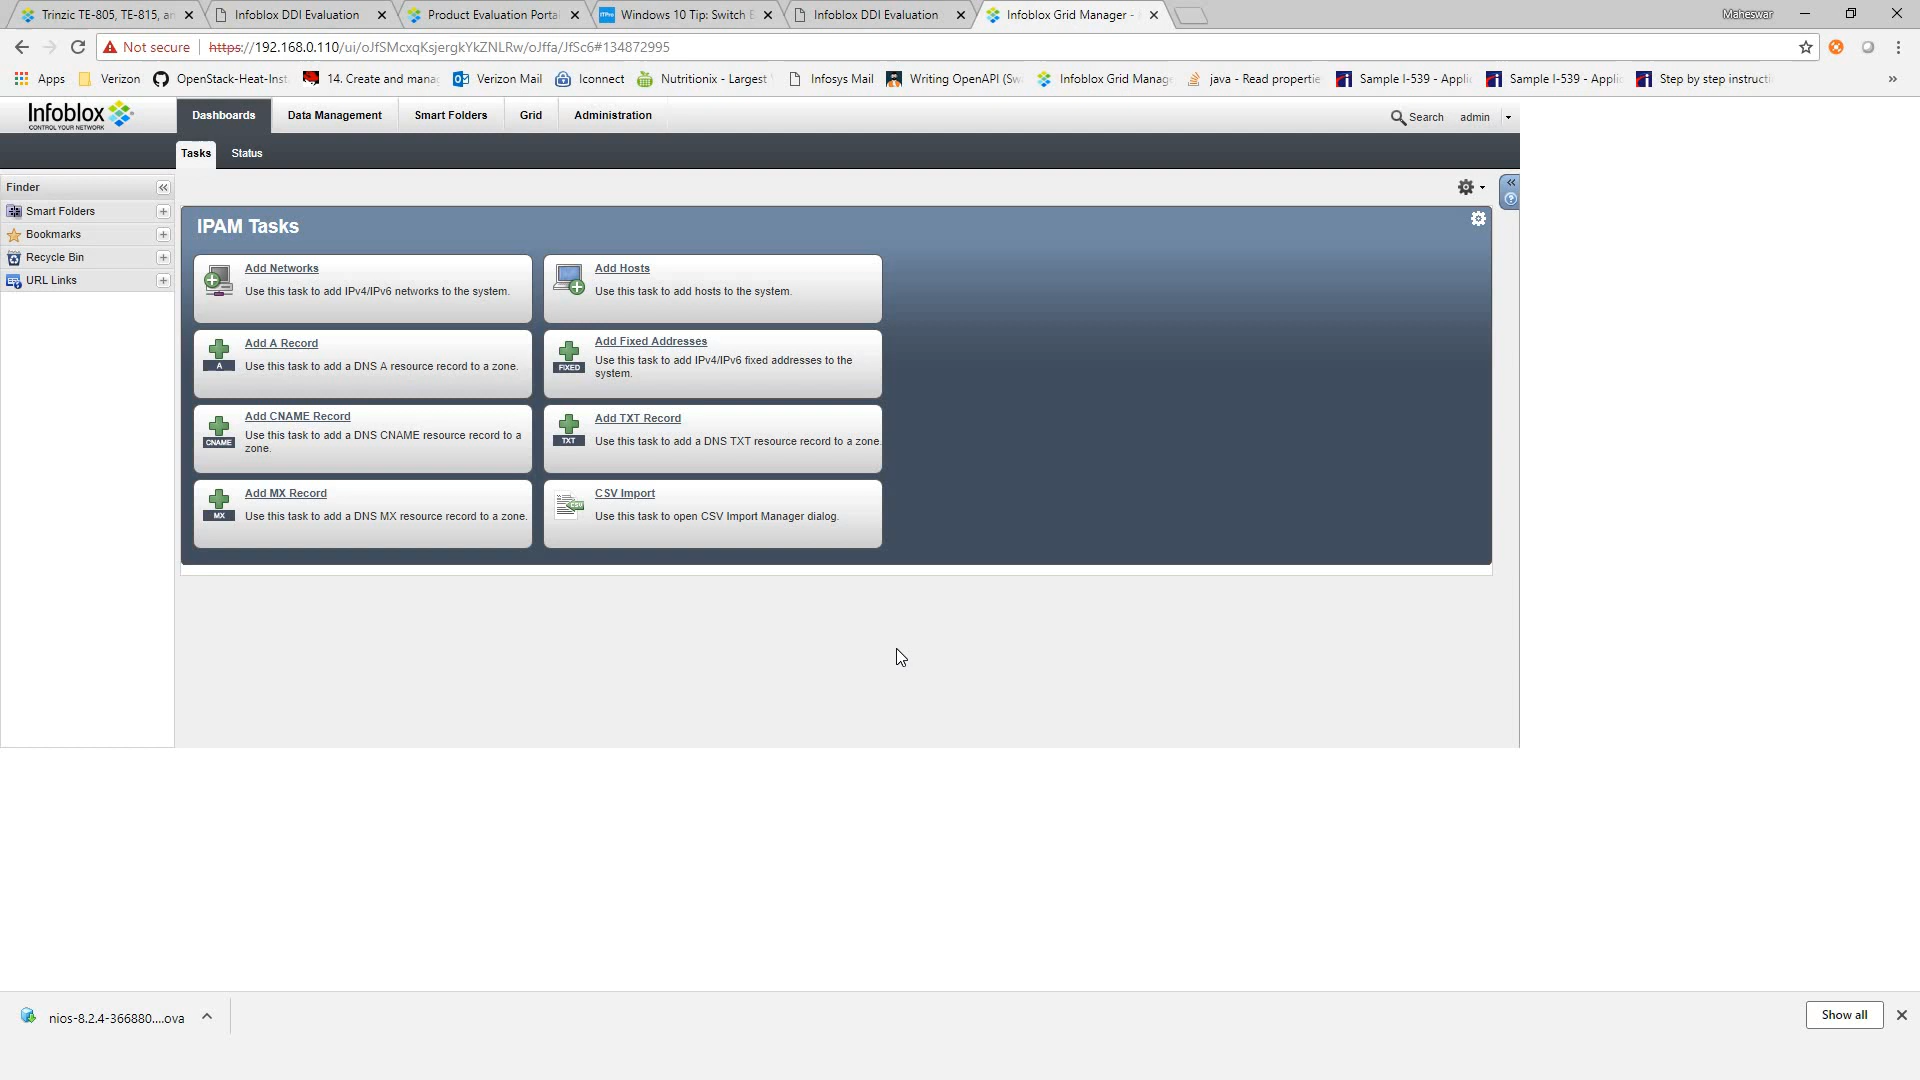 Trinzic TE-805, TE-815, an
Infoblox DDI Evaluation
Product Evaluation Porta
ITPro
Windows 10 Tip: Switch E
Infoblox DDI Evaluation
Infoblox Grid Manager -
Maheswar
Not secure
https://192.168.0.110/ui/oJfSMcxqKsjergkYkZNLRw/oJffa/JfSc6#134872995
Apps
Verizon
OpenStack-Heat-Inst
14. Create and mana
Verizon Mail
Iconnect
Nutritionix - Largest
Infosys Mail
Writing OpenAPI (Sw
Infoblox Grid Manage
java - Read propertie
Sample I-539 - Applic
Sample I-539 - Applic
Step by step instructi
»
Infoblox
CONTROL YOUR NETWORK
Dashboards
Data Management
Smart Folders
Grid
Administration
Search
admin
Tasks
Status
Finder
Smart Folders
Bookmarks
Recycle Bin
URL Links
IPAM Tasks
Add Networks
Use this task to add IPv4/IPv6 networks to the system.
Add Hosts
Use this task to add hosts to the system.
A
Add A Record
Use this task to add a DNS A resource record to a zone.
FIXED
Add Fixed Addresses
Use this task to add IPv4/IPv6 fixed addresses to the
system.
CNAME
Add CNAME Record
Use this task to add a DNS CNAME resource record to a
zone.
TXT
Add TXT Record
Use this task to add a DNS TXT resource record to a zone.
MX
Add MX Record
Use this task to add a DNS MX resource record to a zone.
CSV
CSV Import
Use this task to open CSV Import Manager dialog.
nios-8.2.4-366880....ova
Show all